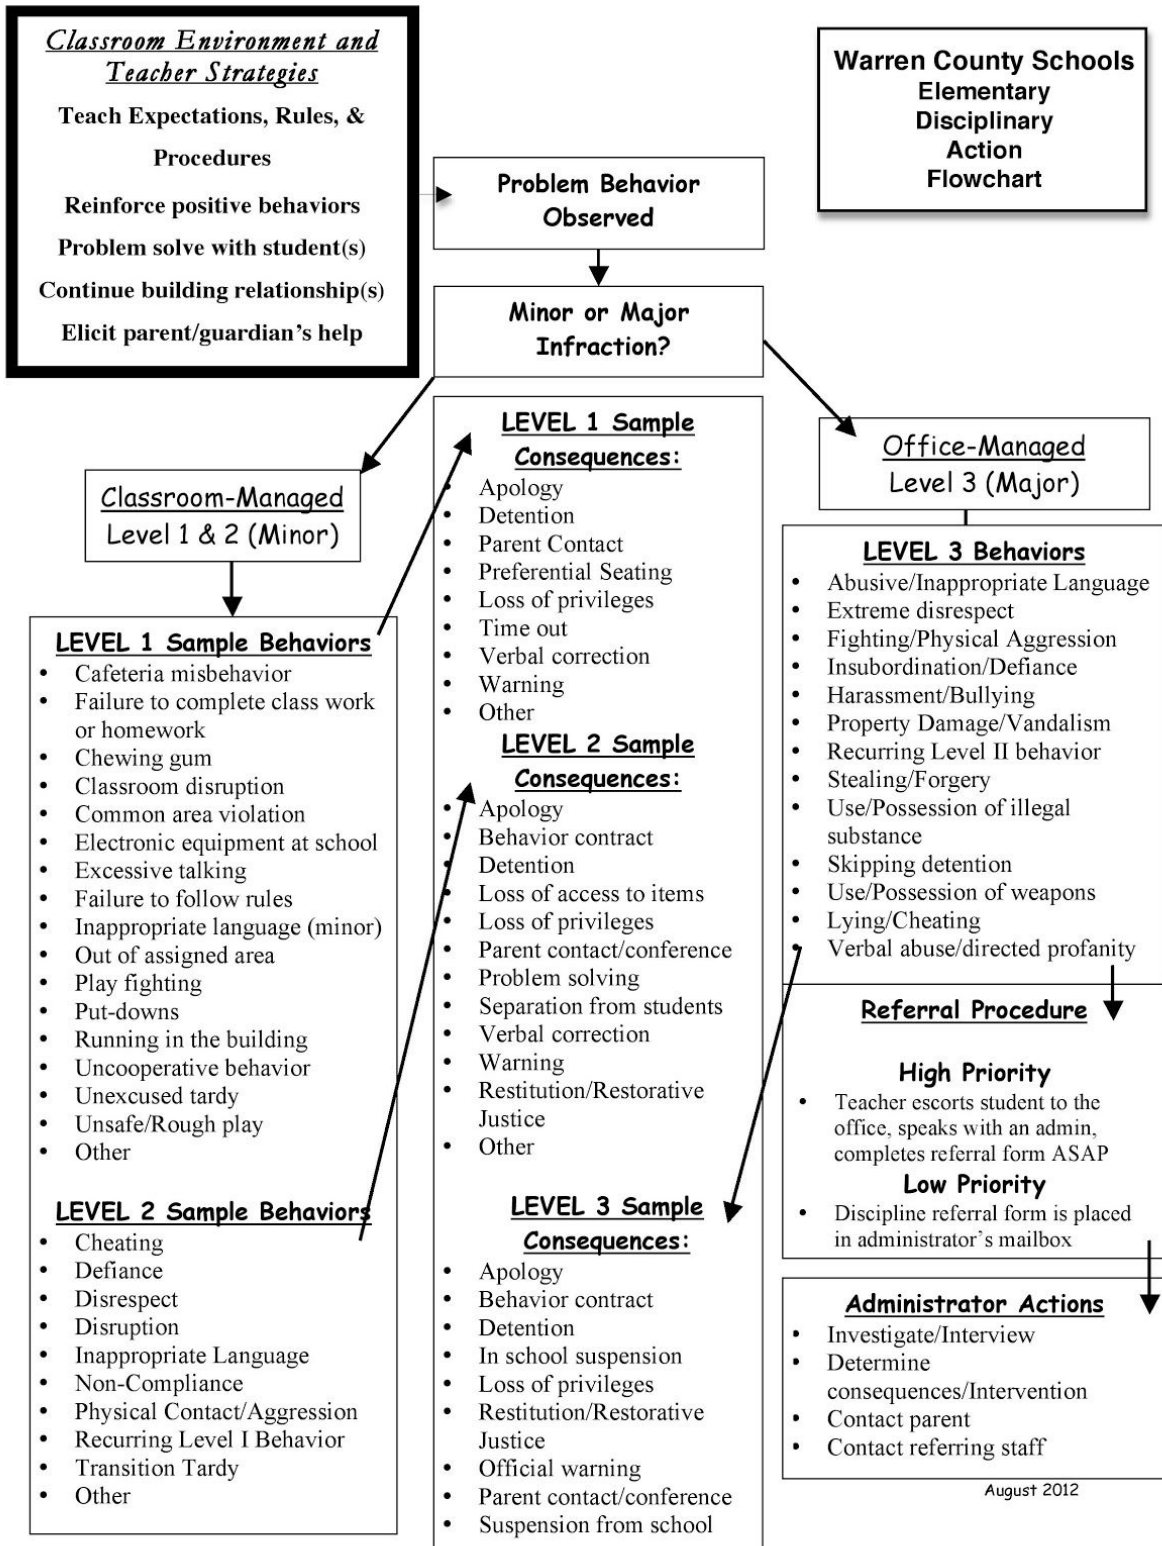 Classroom Environment and
Teacher Strategies
Teach Expectations, Rules, &
Procedures
Reinforce positive behaviors
Problem solve with student(s)
Continue building relationship(s)
Elicit parent/guardian's help
Warren County Schools
Elementary
Disciplinary
Action
Flowchart
Problem Behavior
Observed
Minor or Major
Infraction?
Classroom-Managed
Level 1 & 2 (Minor)
LEVEL 1 Sample Behaviors
• Cafeteria misbehavior
• Failure to complete class work
or homework
• Chewing gum
• Classroom disruption
• Common area violation
• Electronic equipment at school
• Excessive talking
• Failure to follow rules
• Inappropriate language (minor)
• Out of assigned area
• Play fighting
• Put-downs
• Running in the building
• Uncooperative behavior
• Unexcused tardy
• Unsafe/Rough play
• Other
LEVEL 2 Sample Behaviors
• Cheating
• Defiance
• Disrespect
• Disruption
• Inappropriate Language
• Non-Compliance
• Physical Contact/Aggression
• Recurring Level I Behavior
• Transition Tardy
• Other
LEVEL 1 Sample
Consequences:
• Apology
• Detention
• Parent Contact
• Preferential Seating
• Loss of privileges
• Time out
• Verbal correction
• Warning
• Other
LEVEL 2 Sample
Consequences:
• Apology
• Behavior contract
• Detention
• Loss of access to items
• Loss of privileges
• Parent contact/conference
• Problem solving
• Separation from students
• Verbal correction
• Warning
• Restitution/Restorative
Justice
• Other
LEVEL 3 Sample
Consequences:
• Apology
• Behavior contract
• Detention
• In school suspension
• Loss of privileges
• Restitution/Restorative
Justice
• Official warning
• Parent contact/conference
• Suspension from school
Office-Managed
Level 3 (Major)
LEVEL 3 Behaviors
• Abusive/Inappropriate Language
• Extreme disrespect
• Fighting/Physical Aggression
• Insubordination/Defiance
• Harassment/Bullying
• Property Damage/Vandalism
• Recurring Level II behavior
• Stealing/Forgery
• Use/Possession of illegal
substance
• Skipping detention
• Use/Possession of weapons
• Lying/Cheating
• Verbal abuse/directed profanity
Referral Procedure
High Priority
• Teacher escorts student to the
office, speaks with an admin,
completes referral form ASAP
Low Priority
• Discipline referral form is placed
in administrator's mailbox
Administrator Actions
• Investigate/Interview
• Determine
consequences/Intervention
• Contact parent
• Contact referring staff
August 2012